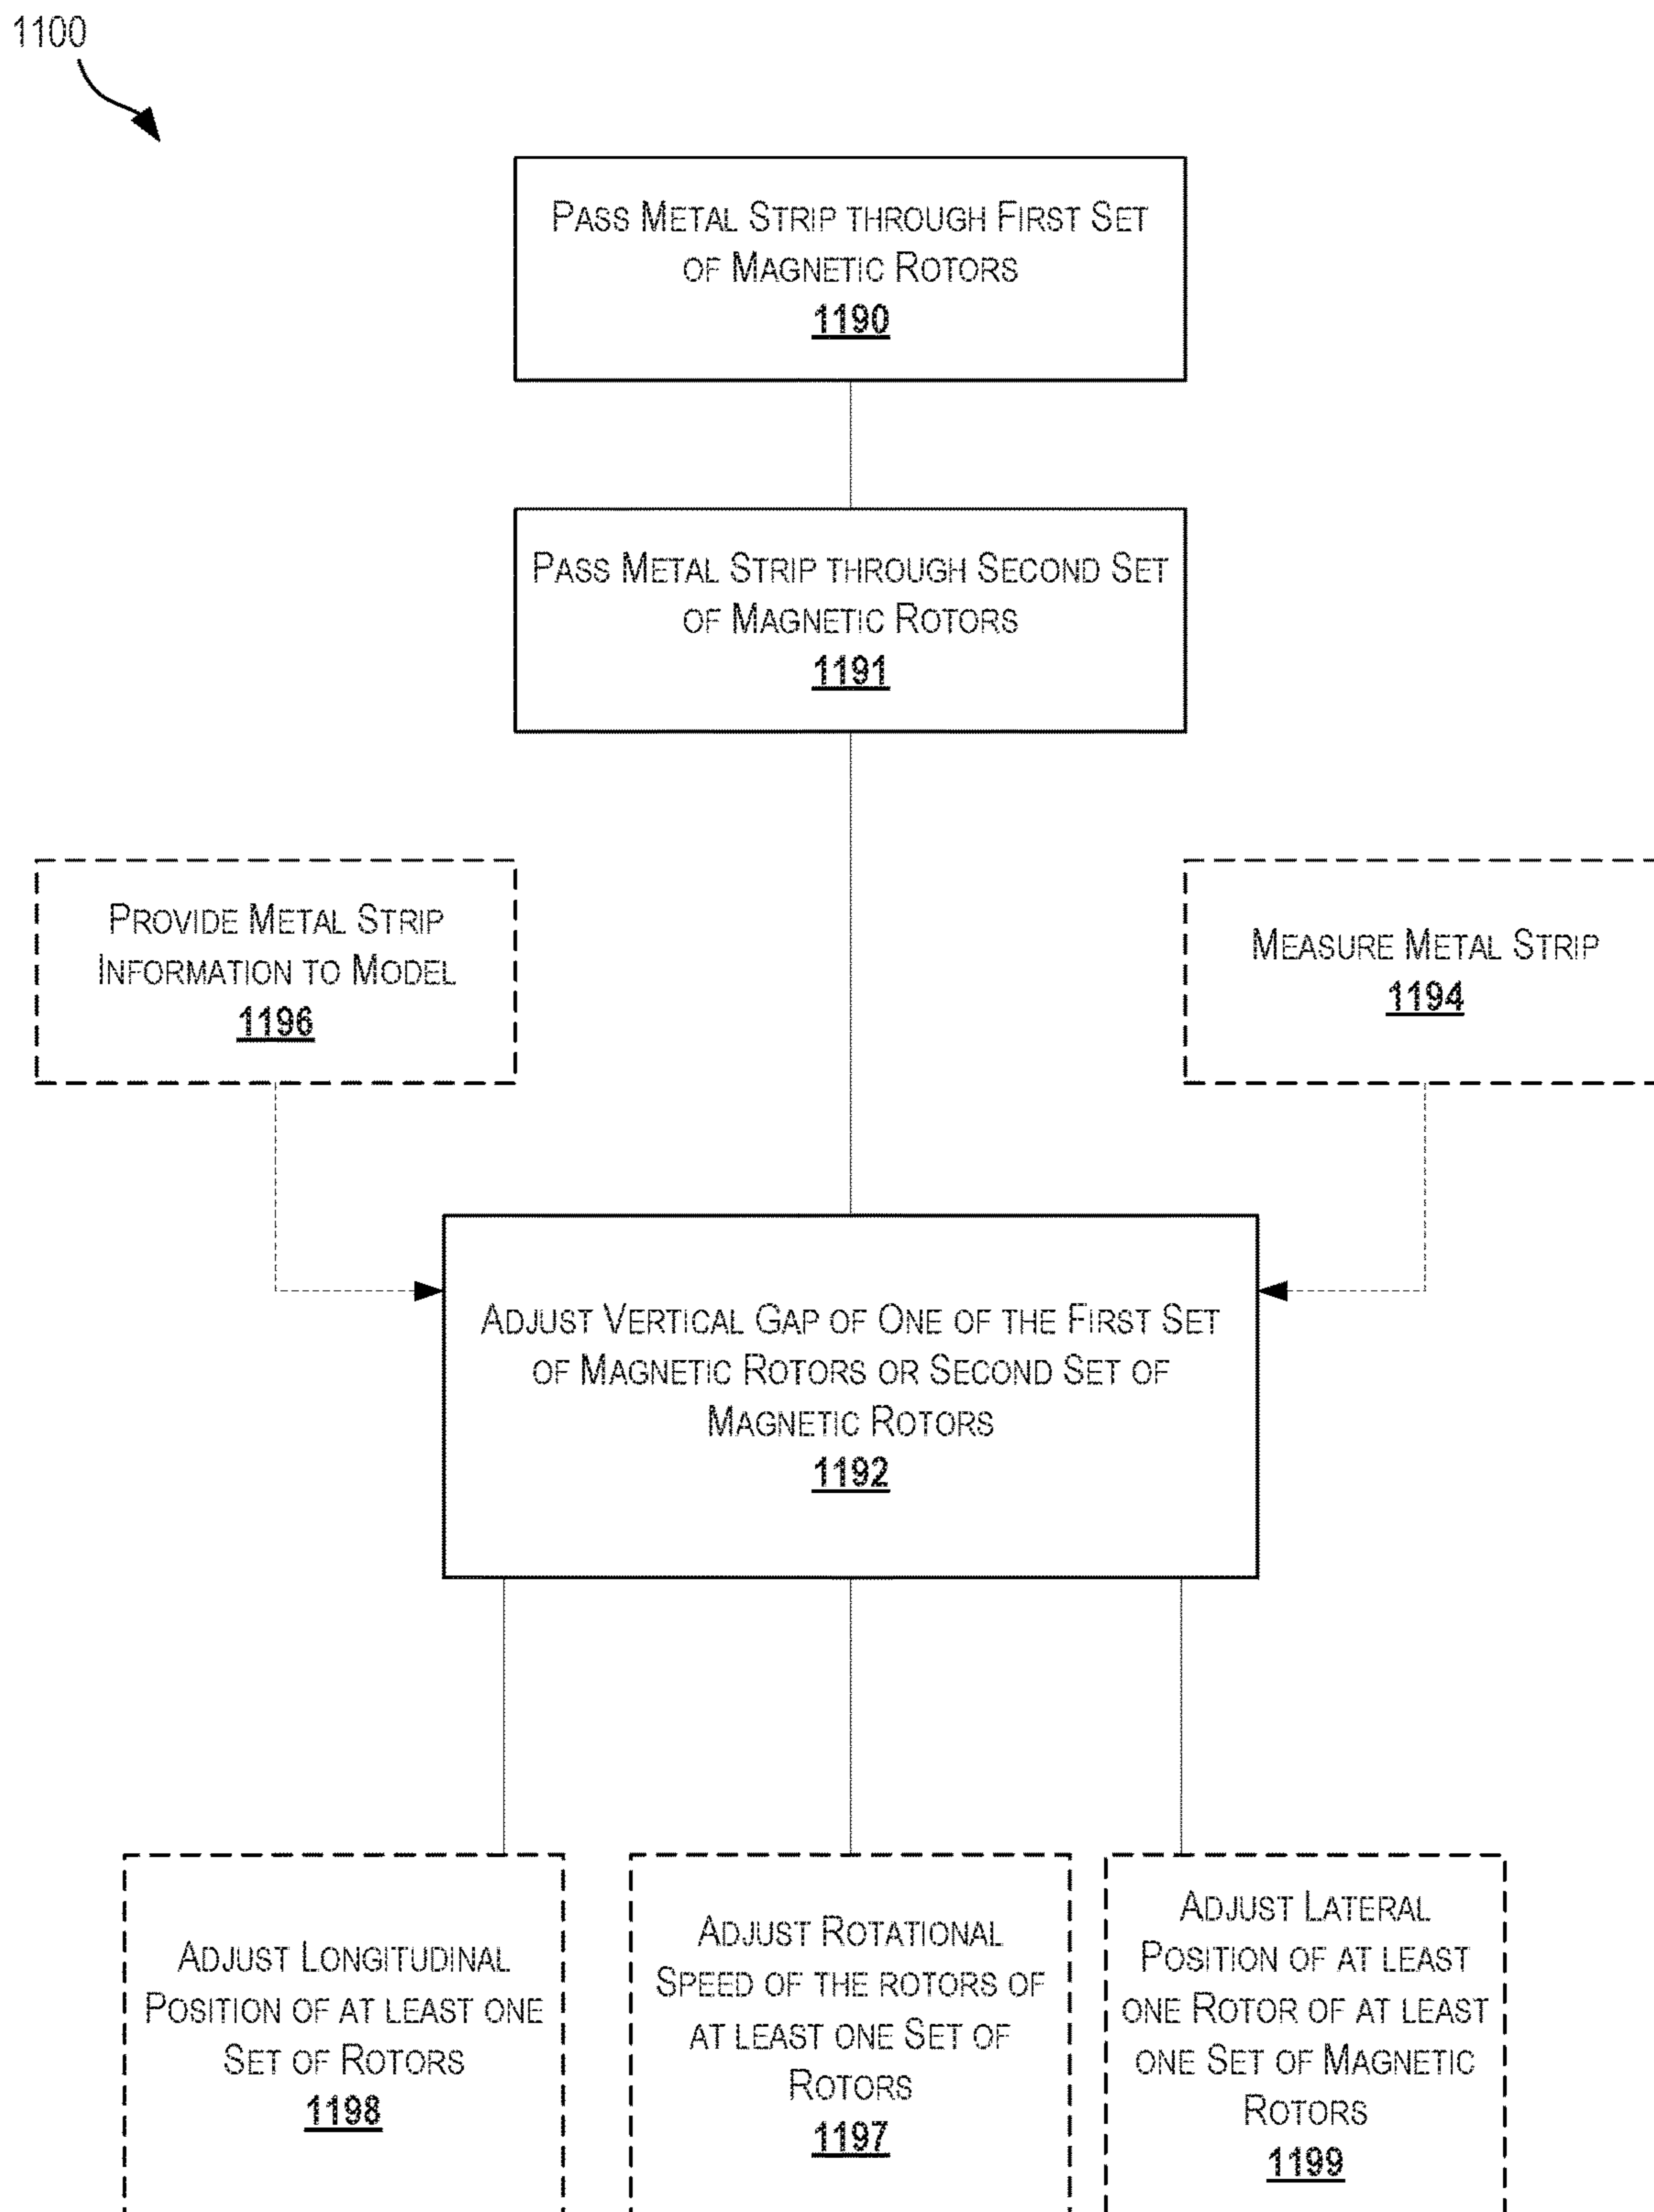 1100
PASS METAL STRIP THROUGH FIRST SET
OF MAGNETIC ROTORS
1190
PASS METAL STRIP THROUGH SECOND SET
OF MAGNETIC ROTORS
1191
PROVIDE METAL STRIP
INFORMATION TO MODEL
1196
MEASURE METAL STRIP
1194
ADJUST VERTICAL GAP OF ONE OF THE FIRST SET
OF MAGNETIC ROTORS OR SECOND SET OF
MAGNETIC ROTORS
1192
ADJUST LONGITUDINAL
POSITION OF AT LEAST ONE
SET OF ROTORS
1198
ADJUST ROTATIONAL
SPEED OF THE ROTORS OF
AT LEAST ONE SET OF
ROTORS
1197
ADJUST LATERAL
POSITION OF AT LEAST
ONE ROTOR OF AT LEAST
ONE SET OF MAGNETIC
ROTORS
1199